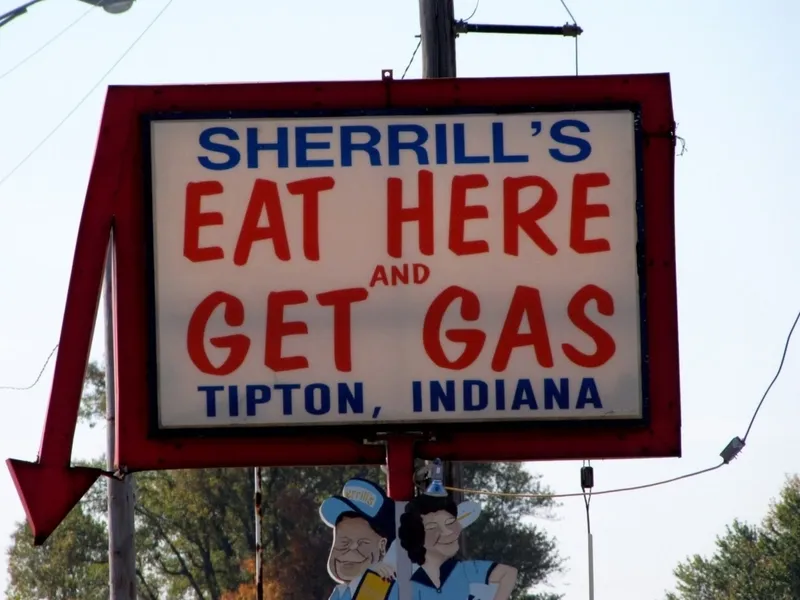 SHERRILL'S
EAT HERE
AND
GET GAS
TIPTON, INDIANA